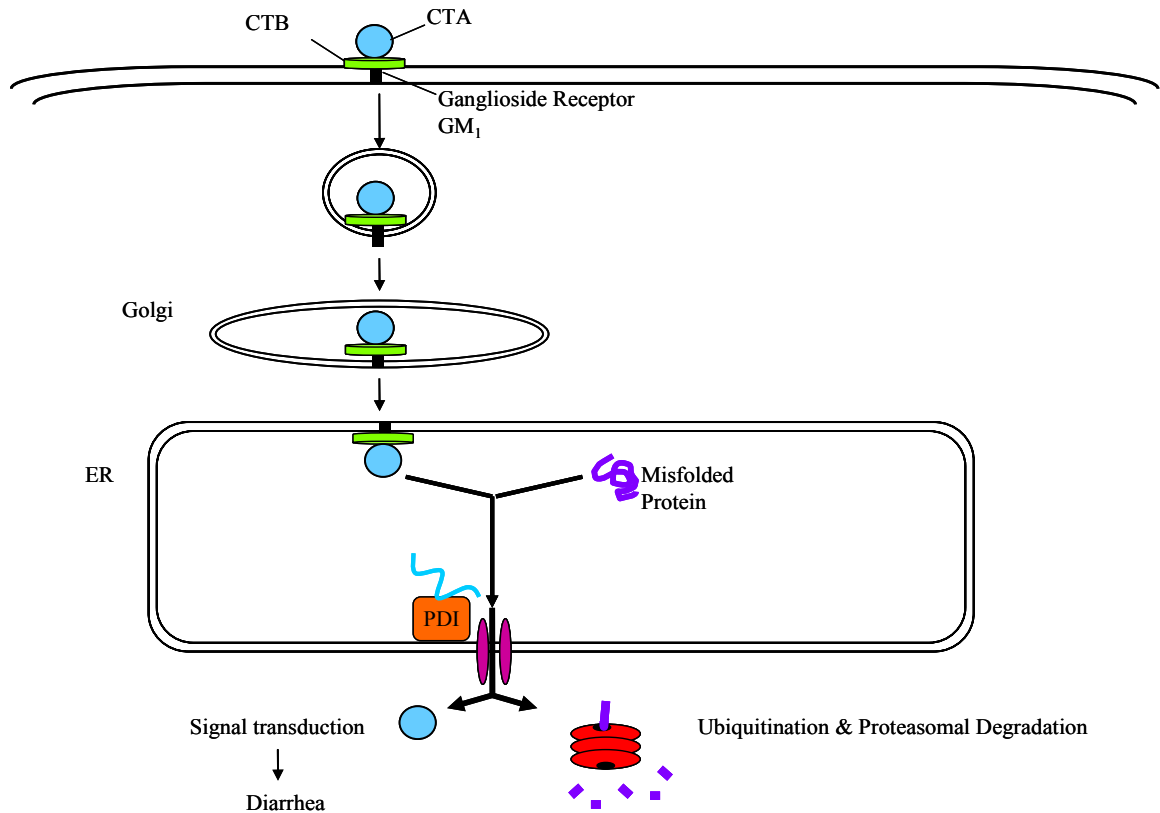 CTB
CTA
Ganglioside Receptor
GM1
Golgi
ER
Misfolded
Protein
PDI
Signal transduction
Ubiquitination & Proteasomal Degradation
Diarrhea